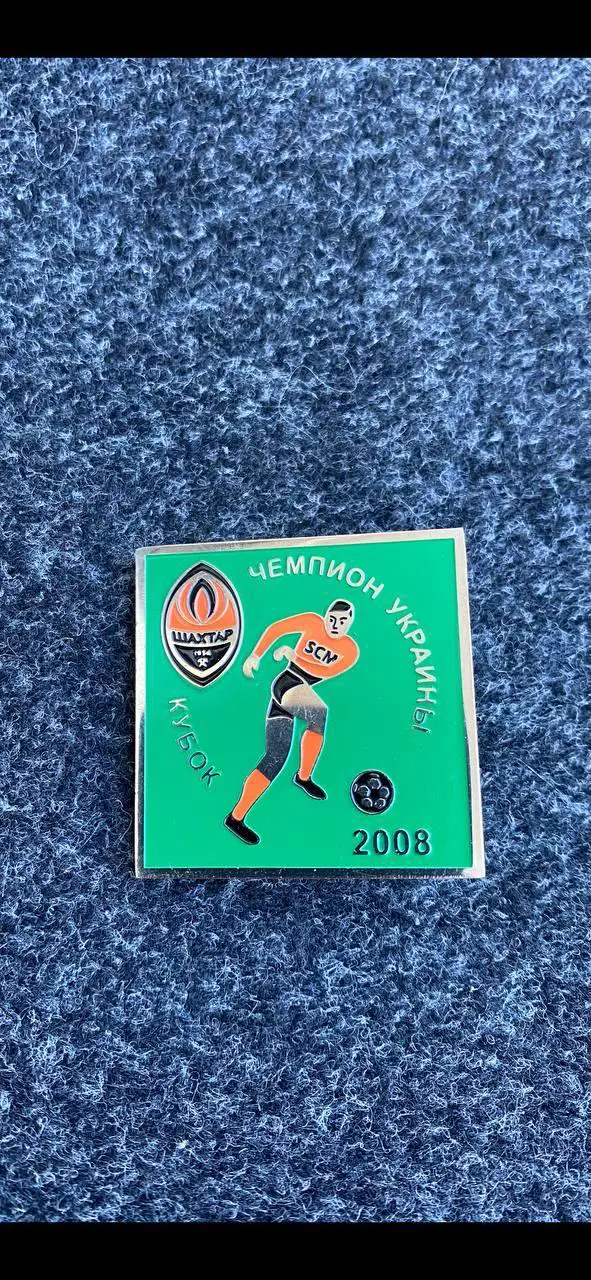 ЧЕМПИОН УКРАИНЫ
ШАХТАР
1936
SCM
КУБОК
2008